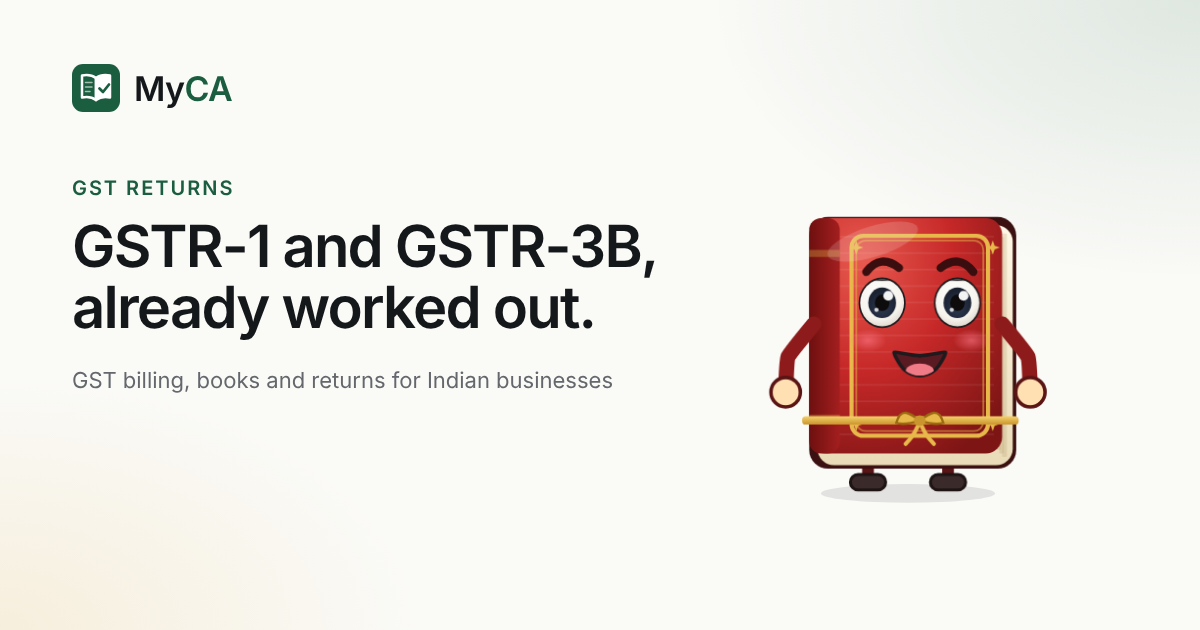 MyCA
GST RETURNS
GSTR-1 and GSTR-3B,
already worked out.
GST billing, books and returns for Indian businesses